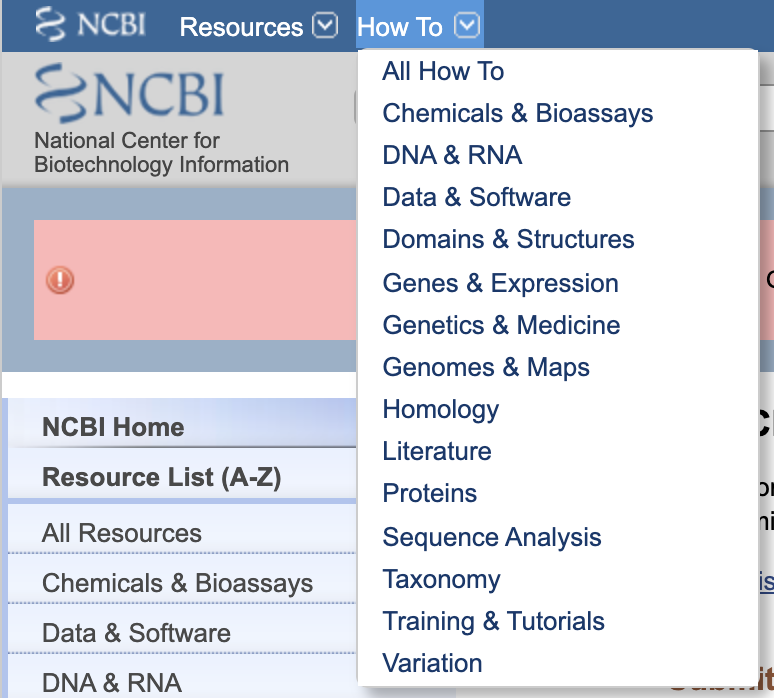 NCBI Resources How To
NCBI
National Center for
Biotechnology Information
All How To
Chemicals & Bioassays
DNA & RNA
Data & Software
Domains & Structures
Genes & Expression
Genetics & Medicine
Genomes & Maps
Homology
Literature
Proteins
Sequence Analysis
Taxonomy
Training & Tutorials
Variation
NCBI Home
Resource List (A-Z)
All Resources
Chemicals & Bioassays
Data & Software
DNA & RNA